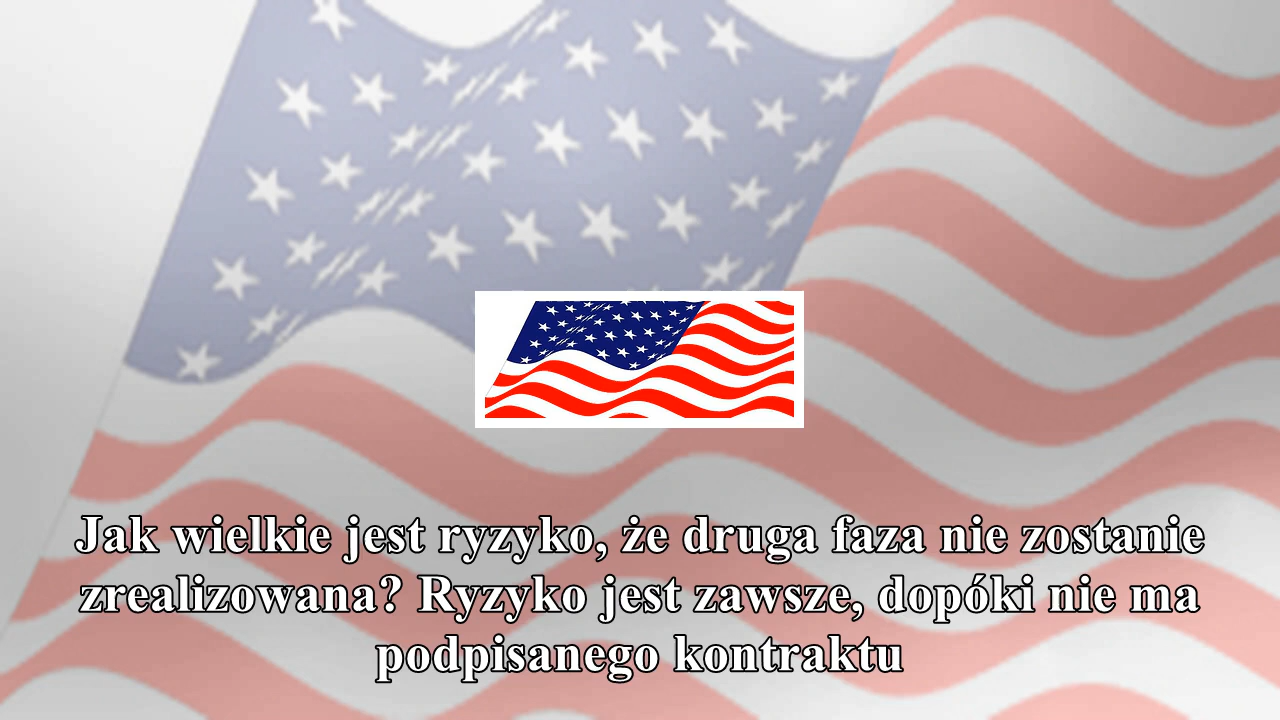 Jak wielkie jest ryzyko, że druga faza nie zostanie
zrealizowana? Ryzyko jest zawsze, dopóki nie ma
podpisanego kontraktu